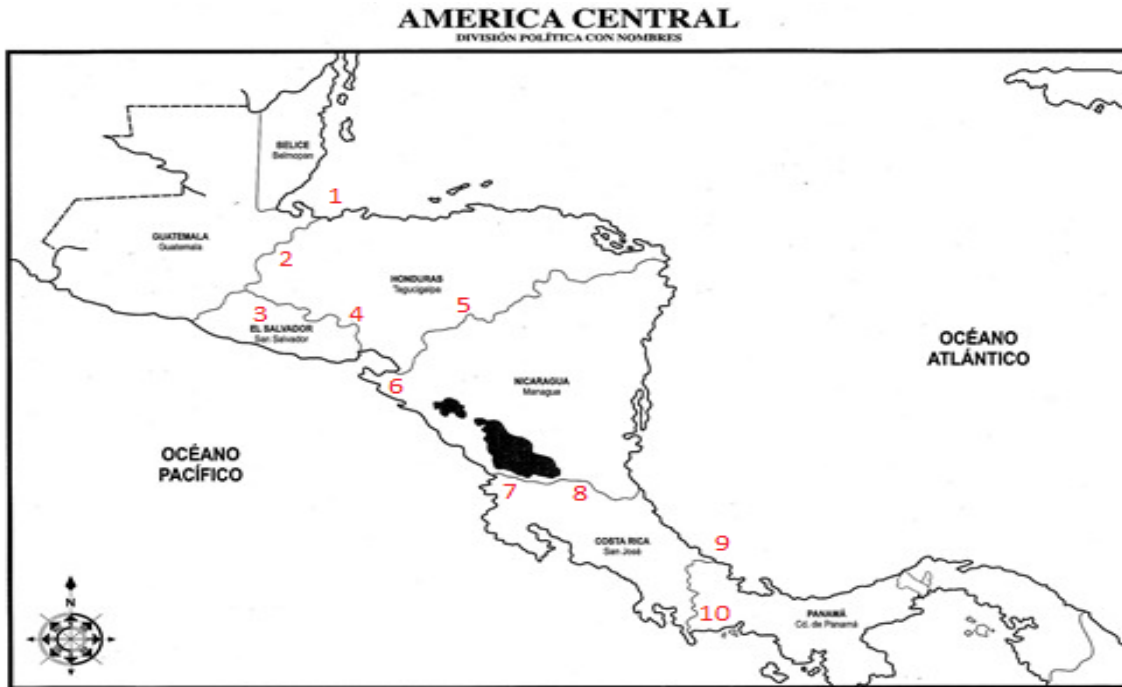 AMERICA CENTRAL
DIVISIÓN POLÍTICA CON NOMBRES
BELICE
Belmopan
1
GUATEMALA
Guatemala
2
HONDURAS
Tegucigalpa
3
4
5
EL SALVADOR
San Salvador
OCÉANO
ATLÁNTICO
6
NICARAGUA
Managua
OCÉANO
PACÍFICO
7
8
COSTA RICA
San José
9
10
PANAMÁ
Cd. de Panamá
N